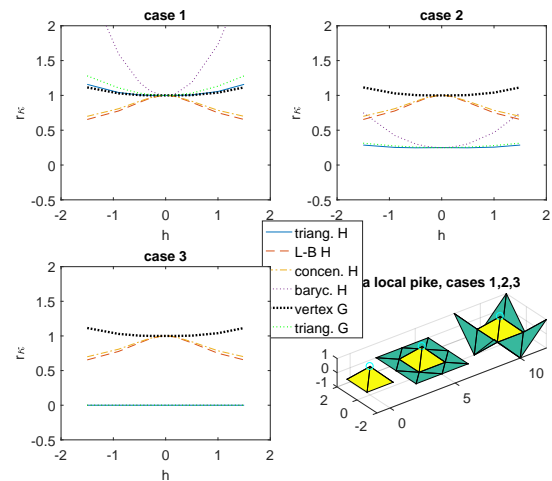 case 1
2
1.5
1
0.5
0
-0.5
rκ
-2
-1
0
1
2
h
case 2
2
1.5
1
0.5
0
-0.5
rκ
-2
-1
0
1
2
h
triang. H
L-B H
concen. H
baryc. H
vertex G
triang. G
case 3
2
1.5
1
0.5
0
-0.5
rκ
-2
-1
0
1
2
h
a local pike, cases 1,2,3
1
0
-1
2
0
-2
0
5
10